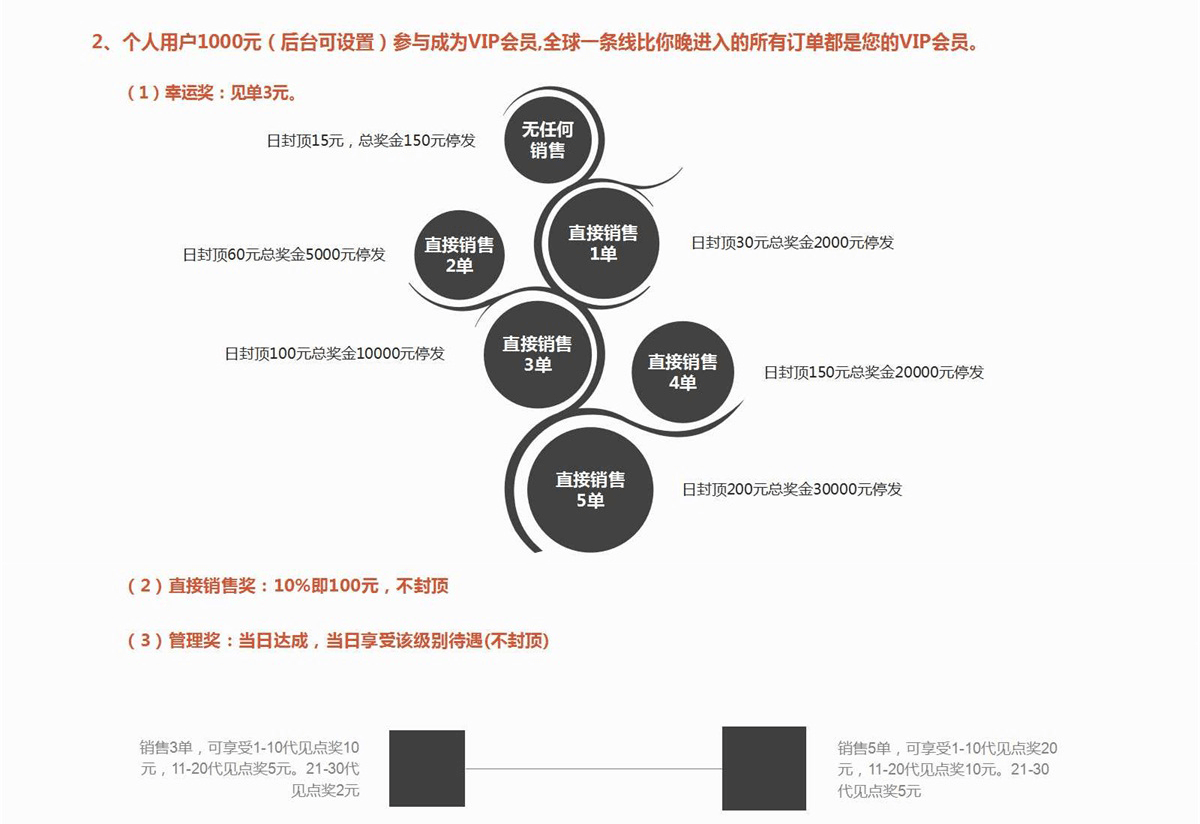 2、个人用户1000元（后台可设置）参与成为VIP会员,全球一条线比你晚进入的所有订单都是您的VIP会员。
（1）幸运奖：见单3元。
无任何
销售
日封顶15元，总奖金150元停发
直接销售
1单
日封顶30元总奖金2000元停发
直接销售
2单
日封顶60元总奖金5000元停发
直接销售
3单
日封顶100元总奖金10000元停发
直接销售
4单
日封顶150元总奖金20000元停发
直接销售
5单
日封顶200元总奖金30000元停发
（2）直接销售奖：10%即100元，不封顶
（3）管理奖：当日达成，当日享受该级别待遇(不封顶)
销售3单，可享受1-10代见点奖10
元，11-20代见点奖5元。21-30代
见点奖2元
销售5单，可享受1-10代见点奖20
元，11-20代见点奖10元。21-30
代见点奖5元